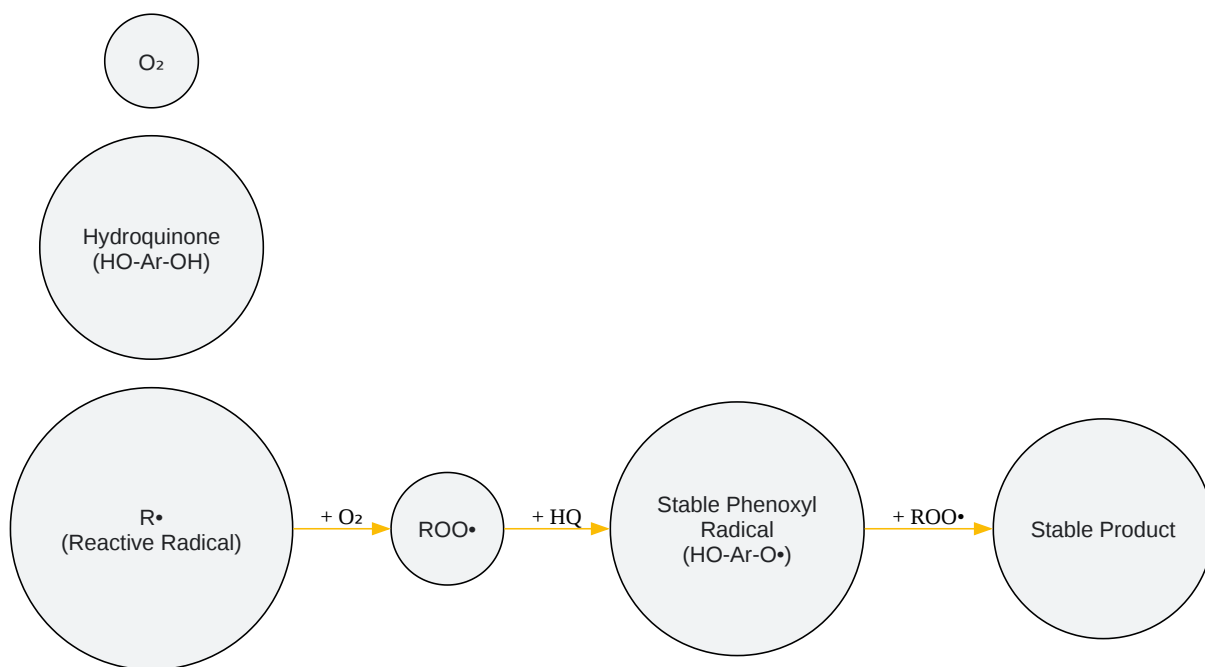 O₂
Hydroquinone
(HO-Ar-OH)
R•
(Reactive Radical)
+ O₂
ROO•
+ HQ
Stable Phenoxyl
Radical
(HO-Ar-O•)
+ ROO•
Stable Product